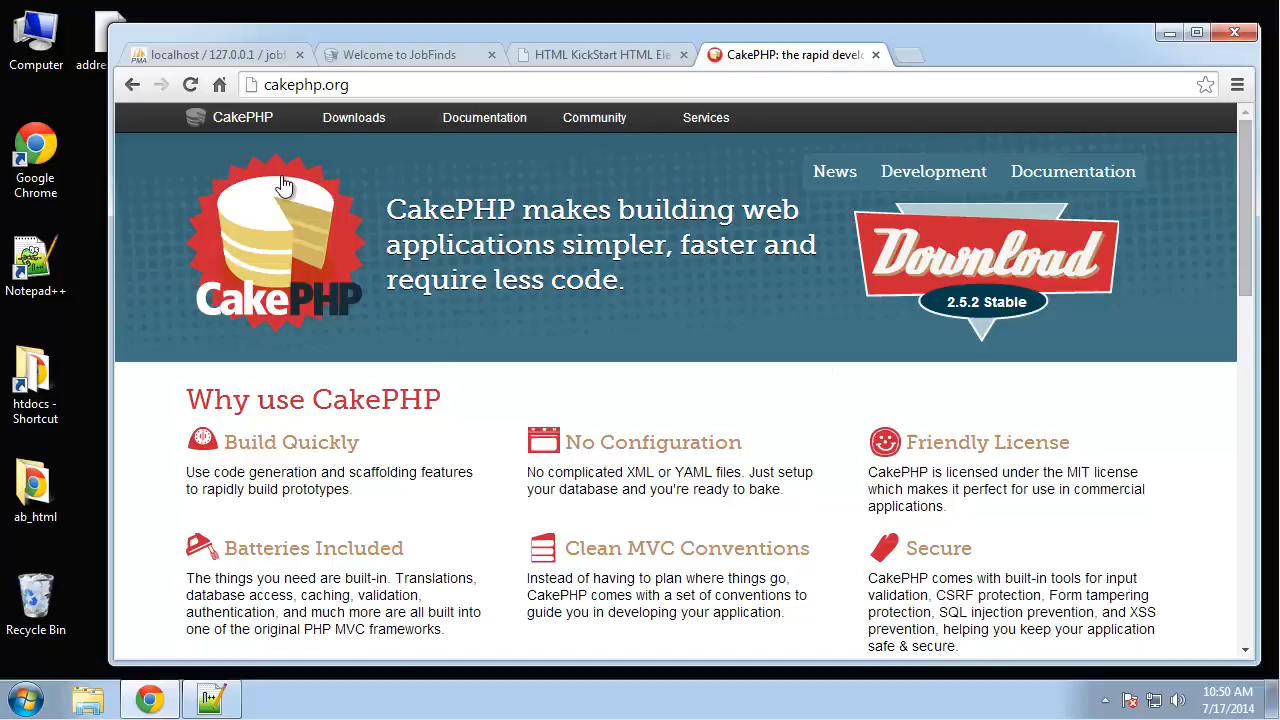 Computer
addre
Google
Chrome
Notepad++
htdocs -
Shortcut
ab_html
Recycle Bin
PMA localhost / 127.0.0.1 / jobf
Welcome to JobFinds
HTML KickStart HTML Ele
CakePHP: the rapid develo
cakephp.org
CakePHP Downloads Documentation Community Services
News Development Documentation
CakePHP
CakePHP makes building web
applications simpler, faster and
require less code.
Download
2.5.2 Stable
Why use CakePHP
Build Quickly
Use code generation and scaffolding features
to rapidly build prototypes.
No Configuration
No complicated XML or YAML files. Just setup
your database and you're ready to bake.
Friendly License
CakePHP is licensed under the MIT license
which makes it perfect for use in commercial
applications.
Batteries Included
The things you need are built-in. Translations,
database access, caching, validation,
authentication, and much more are all built into
one of the original PHP MVC frameworks.
Clean MVC Conventions
Instead of having to plan where things go,
CakePHP comes with a set of conventions to
guide you in developing your application.
Secure
CakePHP comes with built-in tools for input
validation, CSRF protection, Form tampering
protection, SQL injection prevention, and XSS
prevention, helping you keep your application
safe & secure.
10:50 AM
7/17/2014